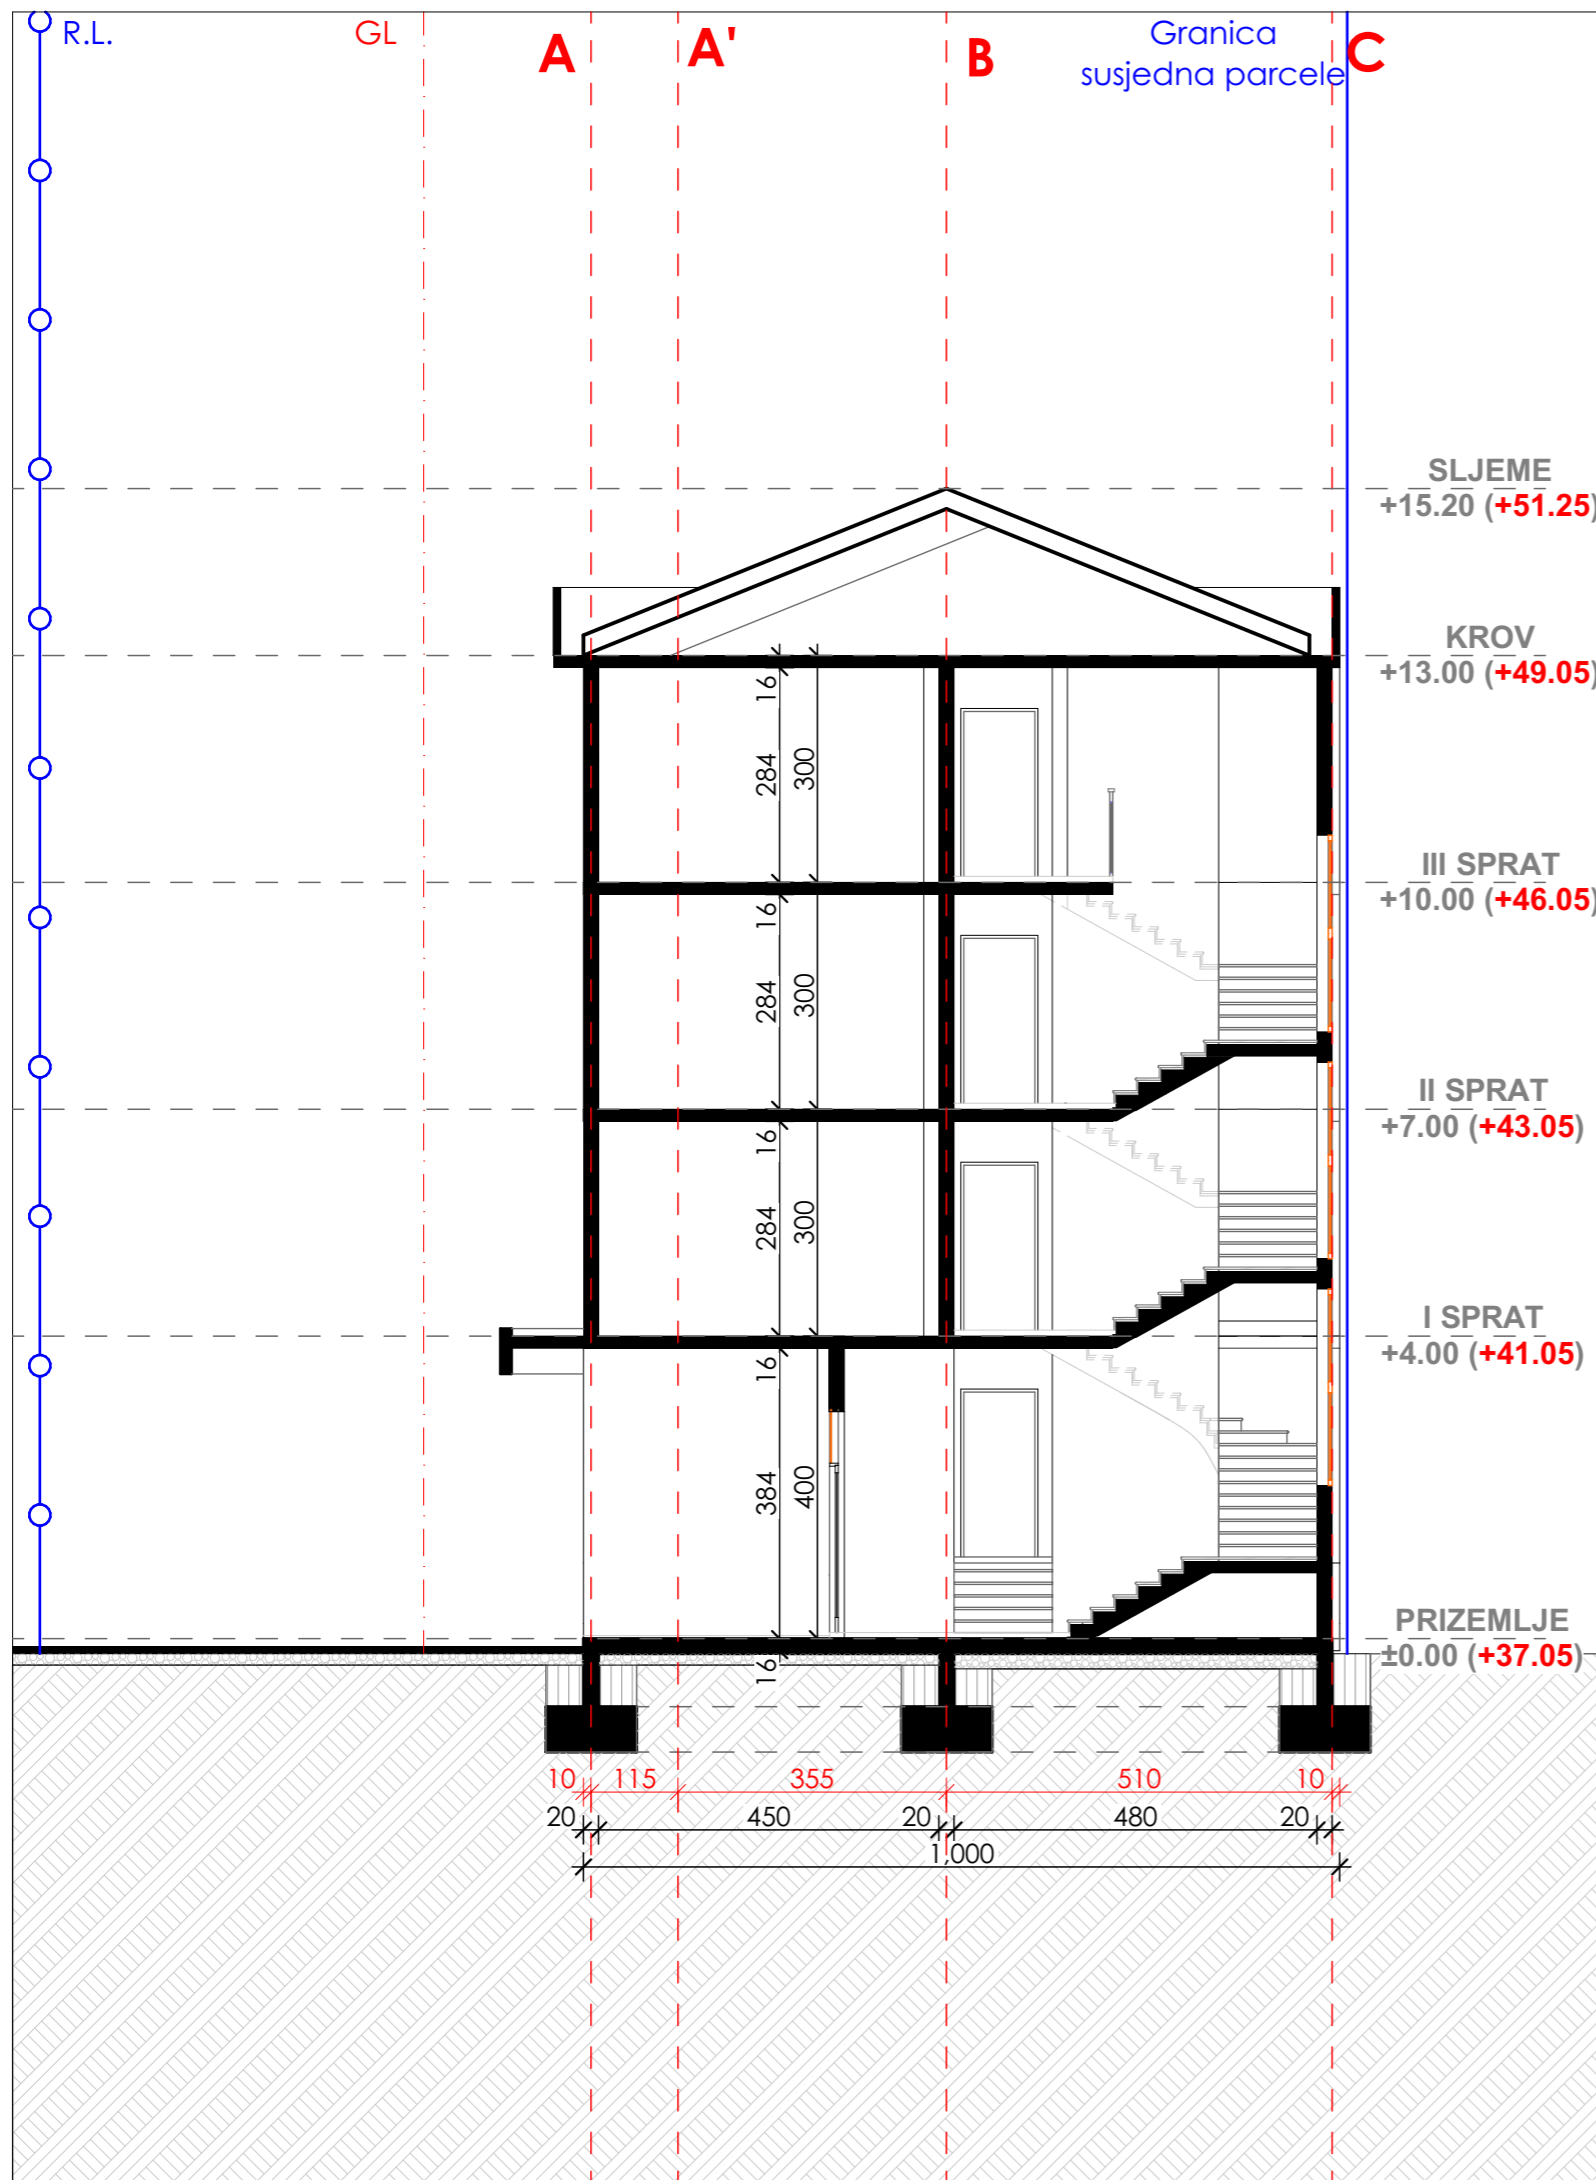 R.L.
GL
A
A'
B
Granica
susjedna parcele
C
SLJEME
+15.20 (+51.25)
KROV
+13.00 (+49.05)
16
284
300
III SPRAT
+10.00 (+46.05)
16
284
300
II SPRAT
+7.00 (+43.05)
16
284
300
I SPRAT
+4.00 (+41.05)
16
384
400
PRIZEMLJE
±0.00 (+37.05)
16
10 115 355 510 10
20 450 20 480 20
1,000